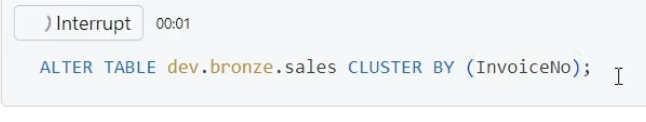 Interrupt 00:01
ALTER TABLE dev.bronze.sales CLUSTER BY (InvoiceNo);